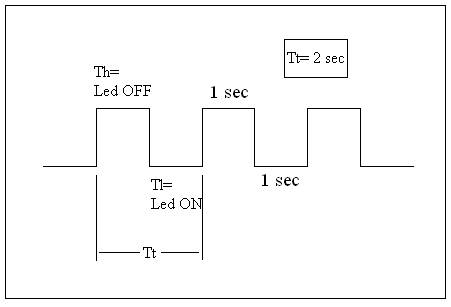 Tt= 2 sec
Th=
Led OFF
1 sec
Tl=
Led ON
1 sec
Tt